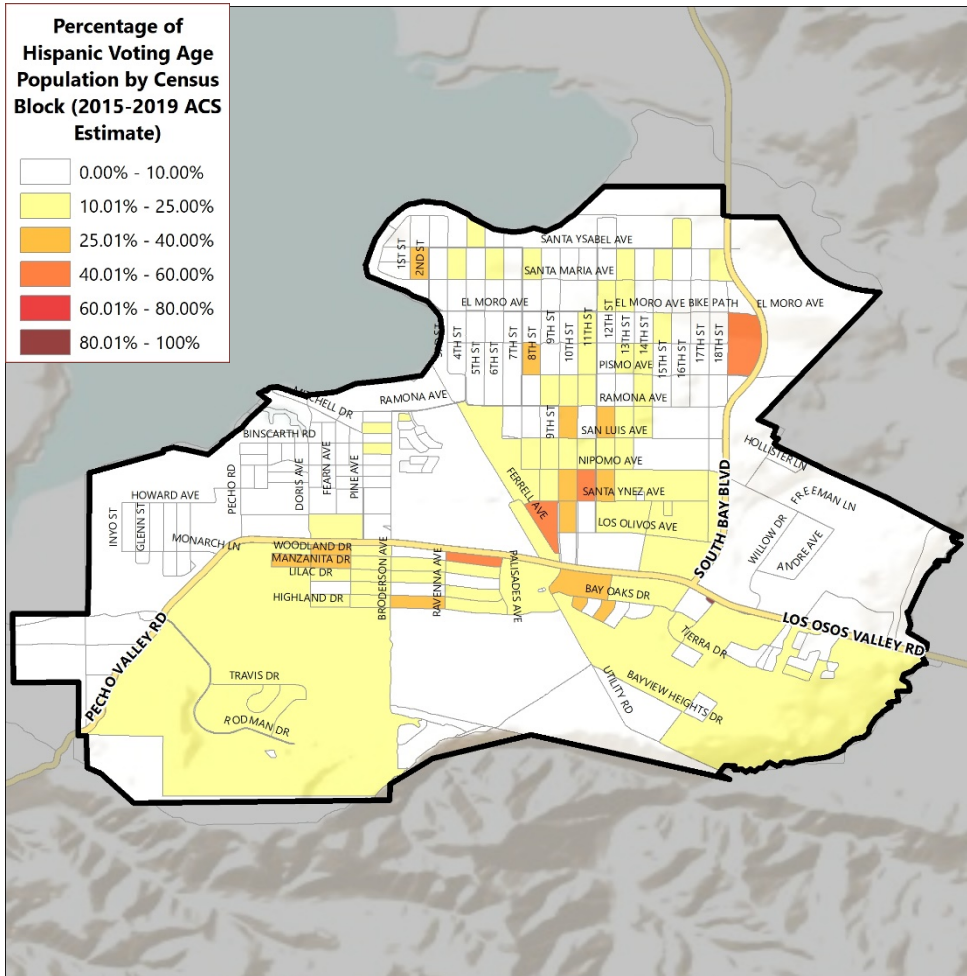 Percentage of
Hispanic Voting Age
Population by Census
Block (2015-2019 ACS
Estimate)
0.00% - 10.00%
10.01% - 25.00%
25.01% - 40.00%
40.01% - 60.00%
60.01% - 80.00%
80.01% - 100%
SANTA YSABEL AVE
1ST ST
2ND ST
SANTA MARIA AVE
EL MORO AVE
EL MORO AVE BIKE PATH
EL MORO AVE
4TH ST
5TH ST
6TH ST
7TH ST
8TH ST
9TH ST
10TH ST
11TH ST
12TH ST
13TH ST
14TH ST
15TH ST
16TH ST
17TH ST
18TH ST
PISMO AVE
MITCHELL DR
RAMONA AVE
RAMONA AVE
BINSCARTH RD
9TH ST
SAN LUIS AVE
HOLLISTER LN
PECHO RD
DORIS AVE
FEARN AVE
PINE AVE
NIPOMO AVE
FERRELL AVE
SANTA YNEZ AVE
SOUTH BAY BLVD
FREEMAN LN
HOWARD AVE
INYO ST
GLENN ST
LOS OLIVOS AVE
WILLOW DR
ANDRE AVE
MONARCH LN
WOODLAND DR
MANZANITA DR
LILAC DR
HIGHLAND DR
BRODERSON AVE
RAVENNA AVE
PALISADES AVE
BAY OAKS DR
LOS OSOS VALLEY RD
TIERRA DR
PECHO VALLEY RD
TRAVIS DR
RODMAN DR
UTILITY RD
BAYVIEW HEIGHTS DR